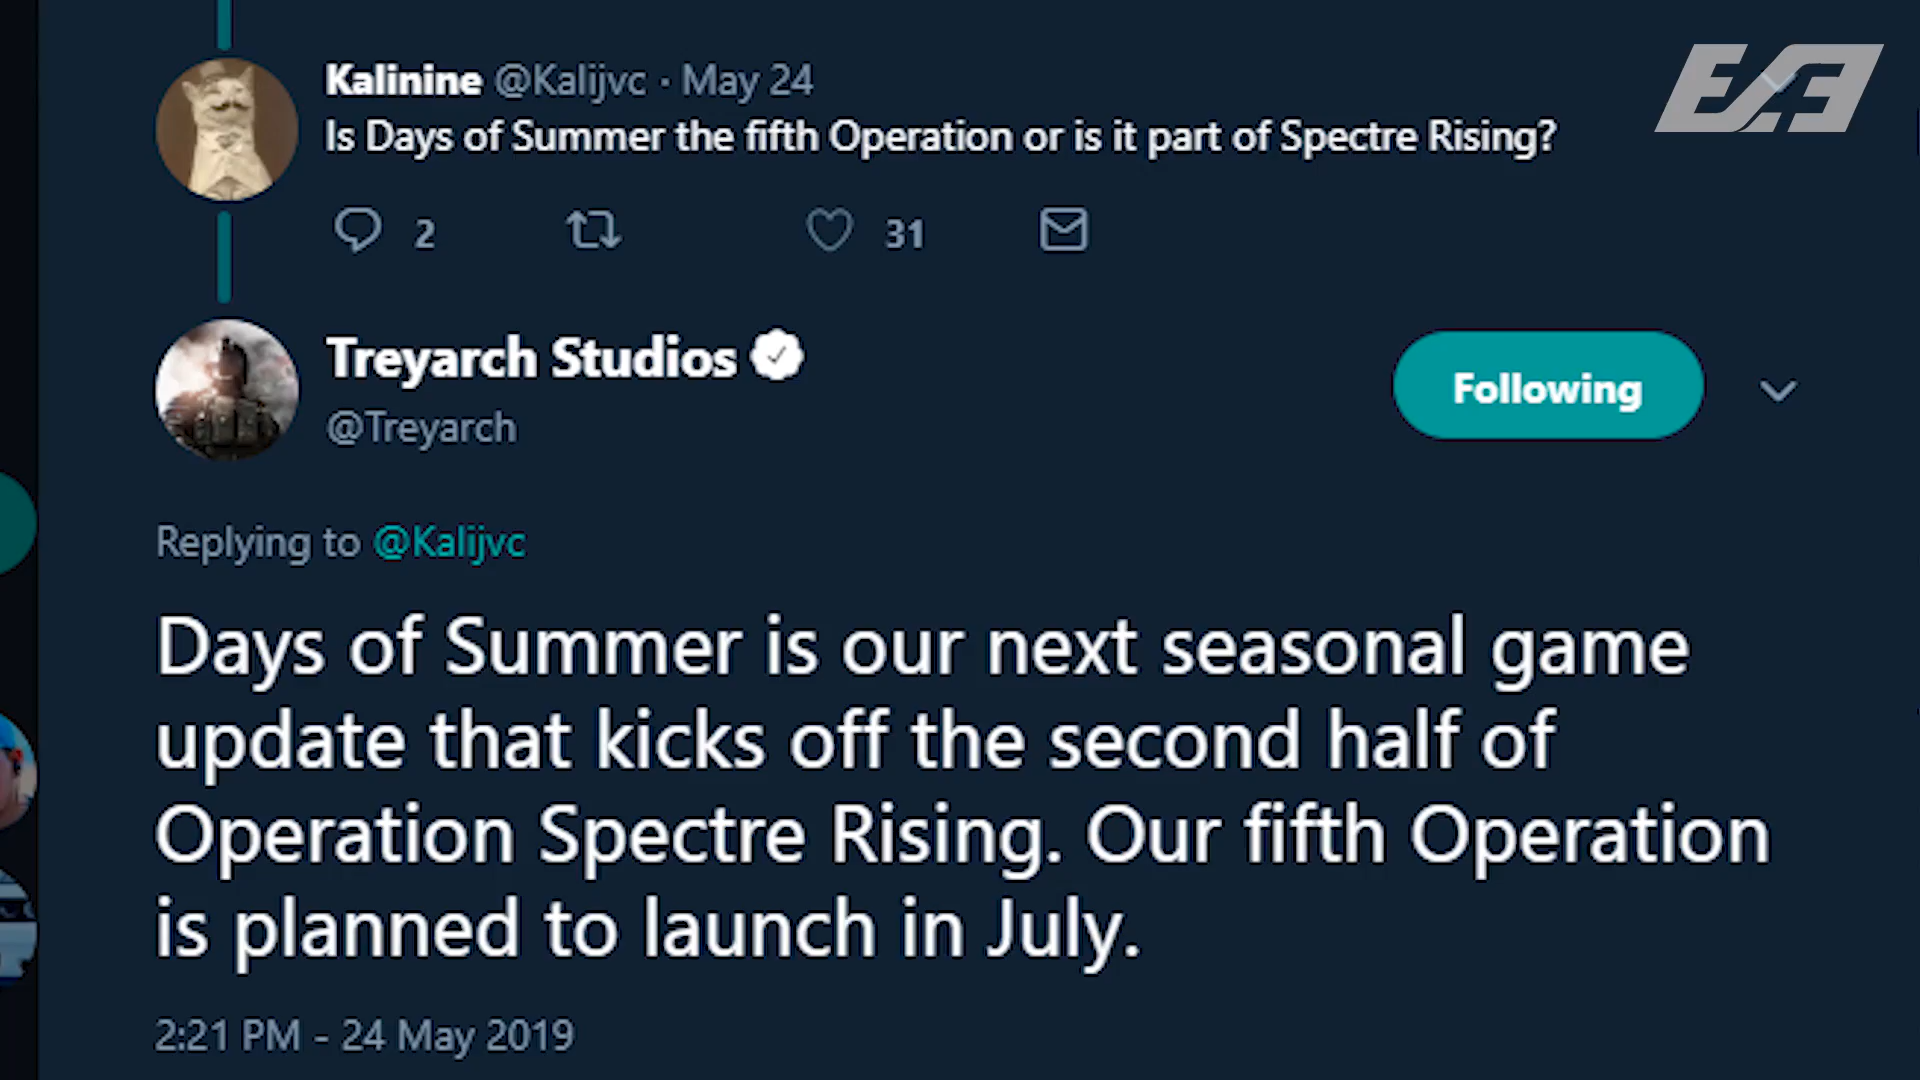 Kalinine @Kalijvc · May 24
Is Days of Summer the fifth Operation or is it part of Spectre Rising?
2 31
Treyarch Studios
@Treyarch
Following
Replying to @Kalijvc
Days of Summer is our next seasonal game
update that kicks off the second half of
Operation Spectre Rising. Our fifth Operation
is planned to launch in July.
2:21 PM - 24 May 2019